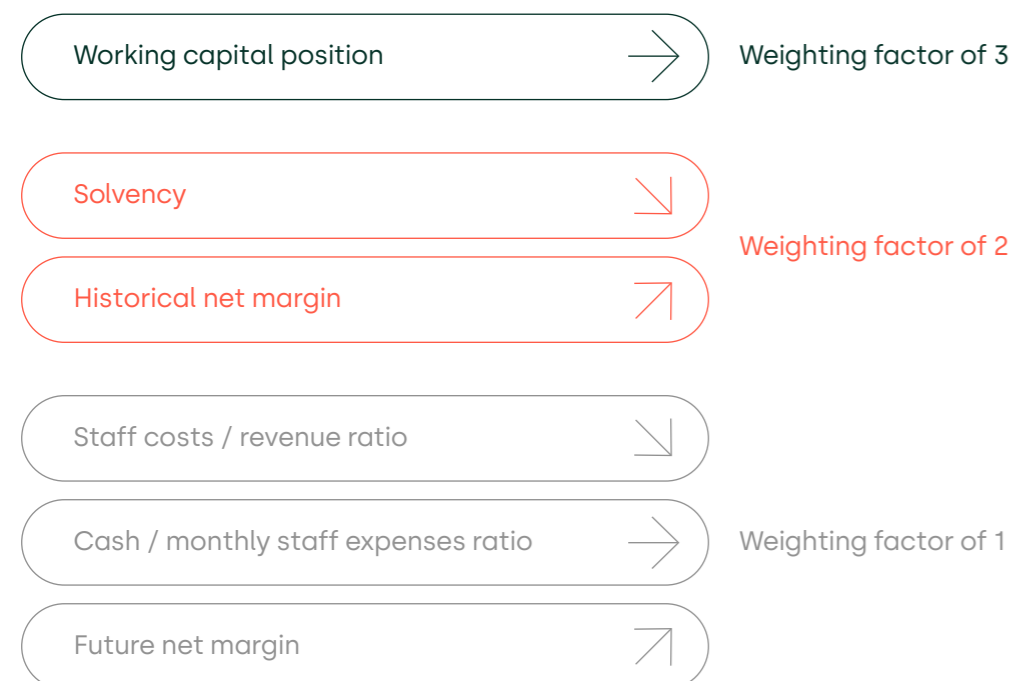 Working capital position
Weighting factor of 3
Solvency
Weighting factor of 2
Historical net margin
Staff costs / revenue ratio
Cash / monthly staff expenses ratio
Weighting factor of 1
Future net margin